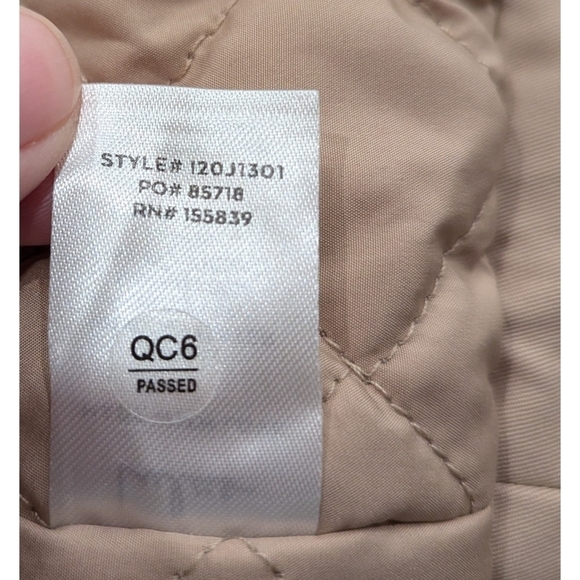 STYLE# I20J1301
PO# 85718
RN# 155839
QC6
PASSED